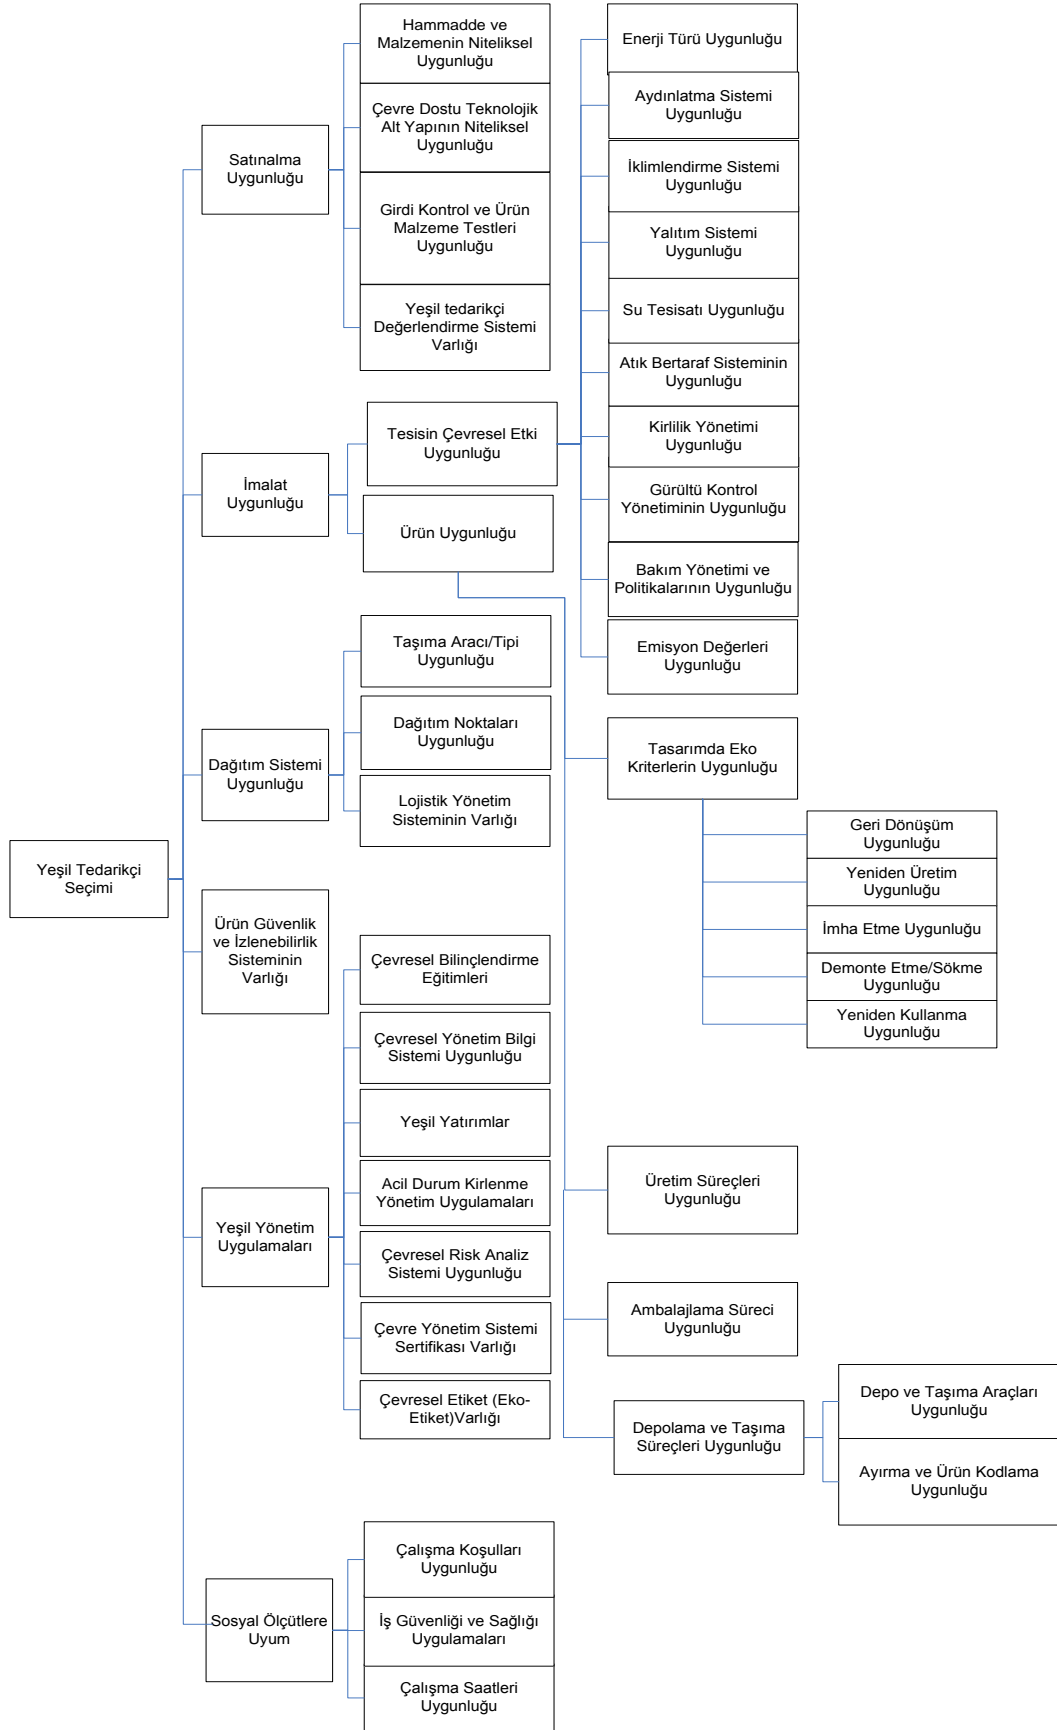 Yeşil Tedarikçi
Seçimi
Satınalma
Uygunluğu
Hammadde ve
Malzemenin Niteliksel
Uygunluğu
Çevre Dostu Teknolojik
Alt Yapının Niteliksel
Uygunluğu
Girdi Kontrol ve Ürün
Malzeme Testleri
Uygunluğu
Yeşil tedarikçi
Değerlendirme Sistemi
Varlığı
İmalat
Uygunluğu
Tesisin Çevresel Etki
Uygunluğu
Enerji Türü Uygunluğu
Aydınlatma Sistemi
Uygunluğu
İklimlendirme Sistemi
Uygunluğu
Yalıtım Sistemi
Uygunluğu
Su Tesisatı Uygunluğu
Atık Bertaraf Sisteminin
Uygunluğu
Kirlilik Yönetimi
Uygunluğu
Gürültü Kontrol
Yönetiminin Uygunluğu
Bakım Yönetimi ve
Politikalarının Uygunluğu
Emisyon Değerleri
Uygunluğu
Ürün Uygunluğu
Tasarımda Eko
Kriterlerin Uygunluğu
Geri Dönüşüm
Uygunluğu
Yeniden Üretim
Uygunluğu
İmha Etme Uygunluğu
Demonte Etme/Sökme
Uygunluğu
Yeniden Kullanma
Uygunluğu
Üretim Süreçleri
Uygunluğu
Ambalajlama Süreci
Uygunluğu
Depolama ve Taşıma
Süreçleri Uygunluğu
Depo ve Taşıma Araçları
Uygunluğu
Ayırma ve Ürün Kodlama
Uygunluğu
Dağıtım Sistemi
Uygunluğu
Taşıma Aracı/Tipi
Uygunluğu
Dağıtım Noktaları
Uygunluğu
Lojistik Yönetim
Sisteminin Varlığı
Ürün Güvenlik
ve İzlenebilirlik
Sisteminin
Varlığı
Yeşil Yönetim
Uygulamaları
Çevresel Bilinçlendirme
Eğitimleri
Çevresel Yönetim Bilgi
Sistemi Uygunluğu
Yeşil Yatırımlar
Acil Durum Kirlenme
Yönetim Uygulamaları
Çevresel Risk Analiz
Sistemi Uygunluğu
Çevre Yönetim Sistemi
Sertifikası Varlığı
Çevresel Etiket (Eko-
Etiket)Varlığı
Sosyal Ölçütlere
Uyum
Çalışma Koşulları
Uygunluğu
İş Güvenliği ve Sağlığı
Uygulamaları
Çalışma Saatleri
Uygunluğu